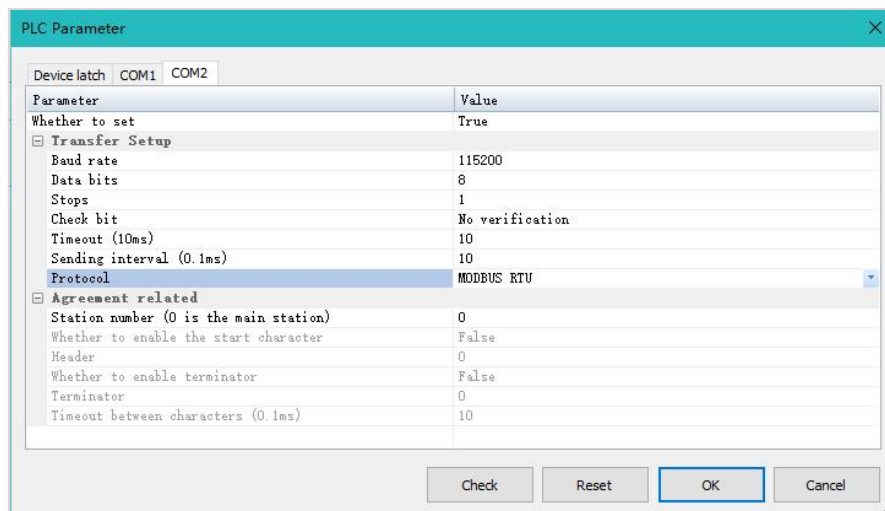 PLC Parameter
Device latch COM1 COM2
Parameter Value
Whether to set True
Transfer Setup
Baud rate 115200
Data bits 8
Stops 1
Check bit No verification
Timeout (10ms) 10
Sending interval (0.1ms) 10
Protocol MODBUS RTU
Agreement related
Station number (0 is the main station) 0
Whether to enable the start character False
Header 0
Whether to enable terminator False
Terminator 0
Timeout between characters (0.1ms) 10
Check Reset OK Cancel